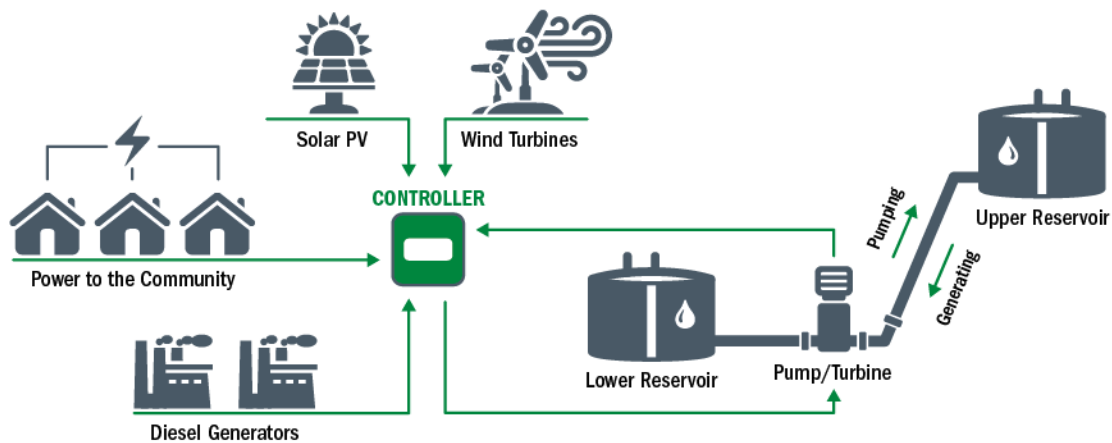 Solar PV
Wind Turbines
CONTROLLER
Power to the Community
Diesel Generators
Lower Reservoir
Pump/Turbine
Pumping
Generating
Upper Reservoir